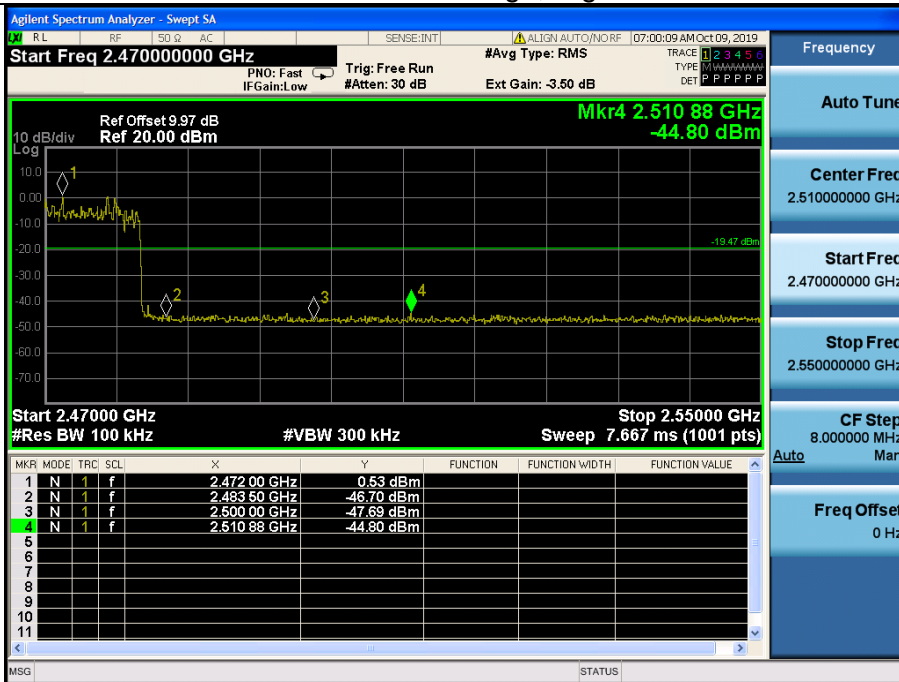 Agilent Spectrum Analyzer - Swept SA
LXI RL RF 50 Ω AC SENSE:INT ALIGN AUTO/NO RF 07:00:09 AM Oct 09, 2019
Start Freq 2.470000000 GHz
PNO: Fast
IFGain:Low
Trig: Free Run
#Atten: 30 dB
#Avg Type: RMS
Ext Gain: -3.50 dB
TRACE 1 2 3 4 5 6
TYPE M
DET P P P P P P
Ref Offset 9.97 dB
10 dB/div Ref 20.00 dBm
Log
Mkr4 2.510 88 GHz
-44.80 dBm
10.0
0.00
-10.0
-20.0
-30.0
-40.0
-50.0
-60.0
-70.0
1
2
3
4
-19.47 dBm
Start 2.47000 GHz Stop 2.55000 GHz
#Res BW 100 kHz #VBW 300 kHz Sweep 7.667 ms (1001 pts)
MKR MODE TRC SCL X Y FUNCTION FUNCTION WIDTH FUNCTION VALUE
1 N 1 f 2.472 00 GHz 0.53 dBm
2 N 1 f 2.483 50 GHz -46.70 dBm
3 N 1 f 2.500 00 GHz -47.69 dBm
4 N 1 f 2.510 88 GHz -44.80 dBm
5
6
7
8
9
10
11
MSG STATUS
Frequency
Auto Tune
Center Freq
2.510000000 GHz
Start Freq
2.470000000 GHz
Stop Freq
2.550000000 GHz
CF Step
8.000000 MHz
Auto Man
Freq Offset
0 Hz